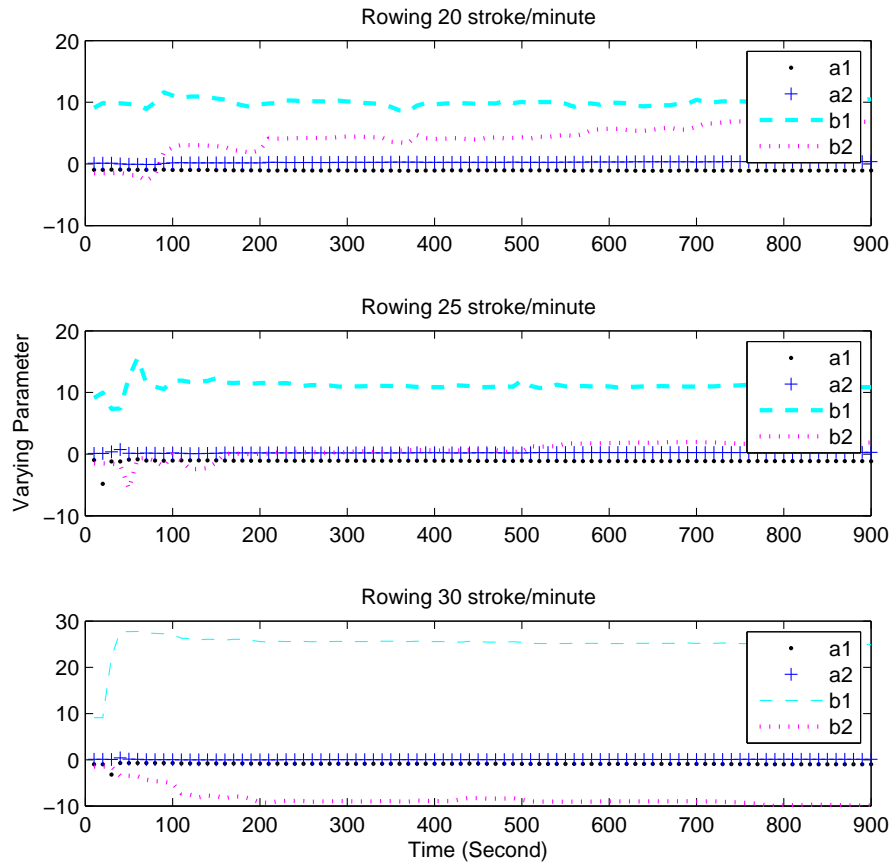 Rowing 20 stroke/minute
20
10
0
−10
0 100 200 300 400 500 600 700 800 900
a1
a2
b1
b2
Rowing 25 stroke/minute
Varying Parameter
20
10
0
−10
0 100 200 300 400 500 600 700 800 900
a1
a2
b1
b2
Rowing 30 stroke/minute
30
20
10
0
−10
0 100 200 300 400 500 600 700 800 900
Time (Second)
a1
a2
b1
b2